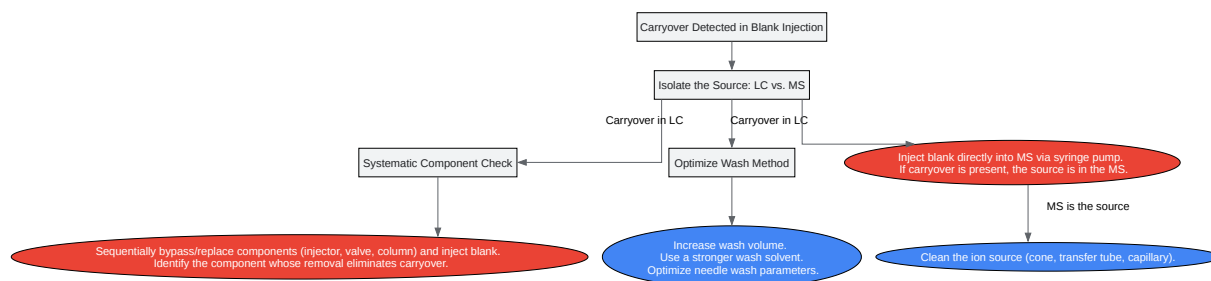 Carryover Detected in Blank Injection
Isolate the Source: LC vs. MS
Carryover in LC
Carryover in LC
Systematic Component Check
Optimize Wash Method
Inject blank directly into MS via syringe pump.
If carryover is present, the source is in the MS.
MS is the source
Sequentially bypass/replace components (injector, valve, column) and inject blank.
Identify the component whose removal eliminates carryover.
Increase wash volume.
Use a stronger wash solvent.
Optimize needle wash parameters.
Clean the ion source (cone, transfer tube, capillary).